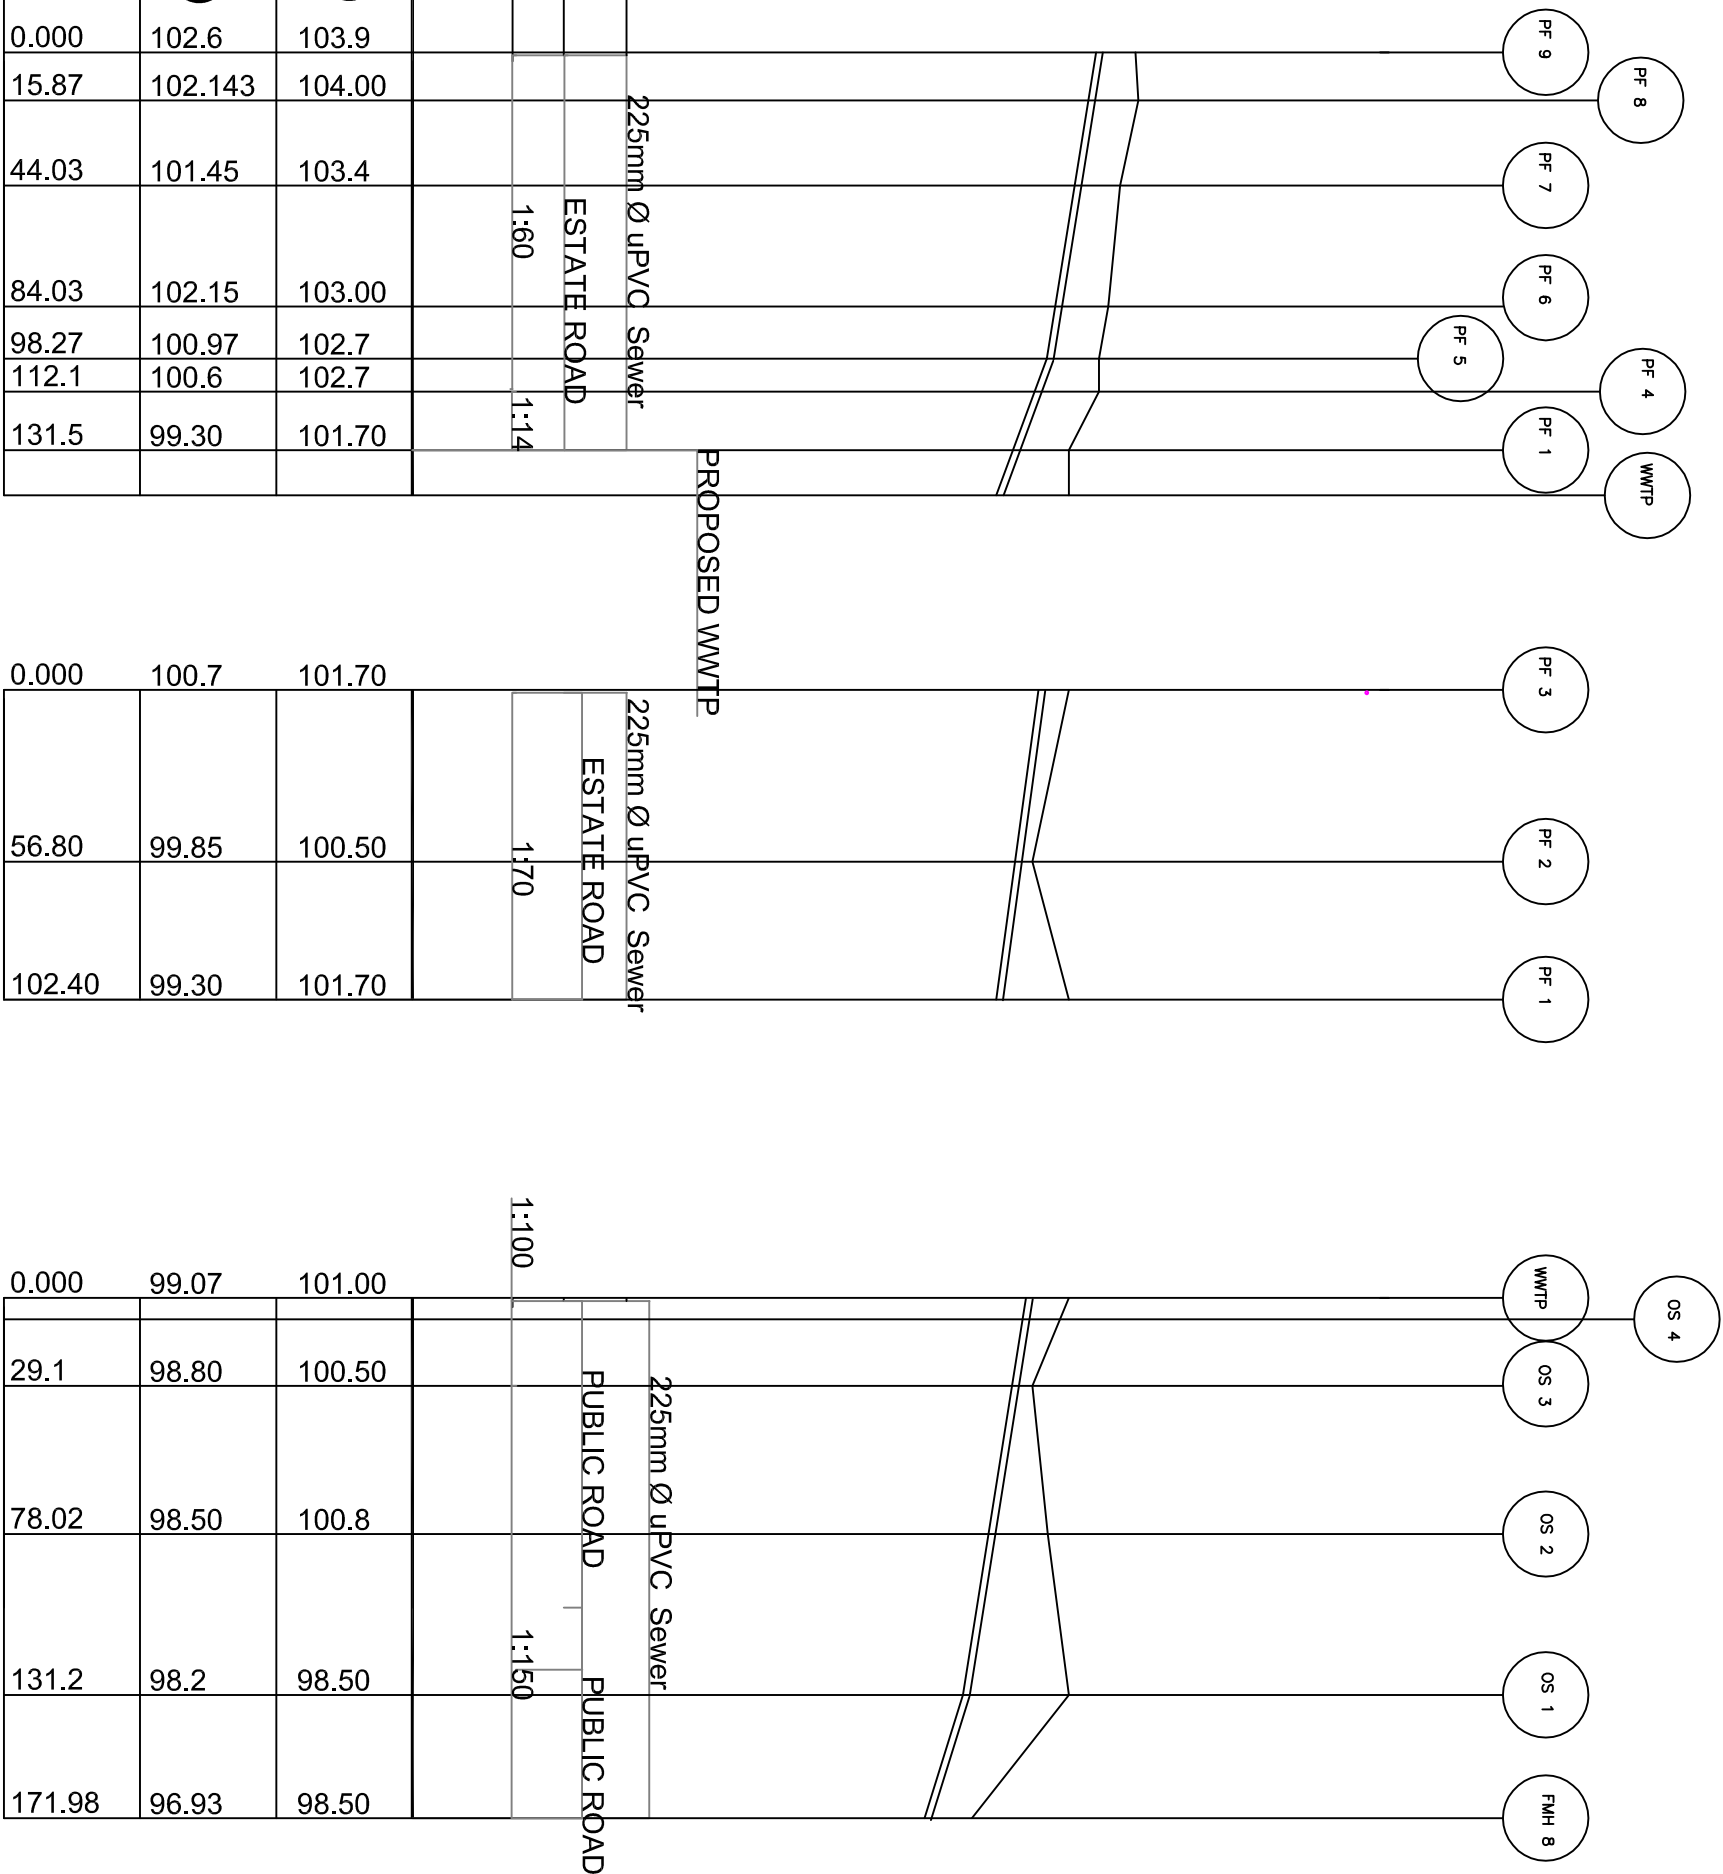 0.000 102.6 103.9 PF 9
15.87 102.143 104.00 PF 8
44.03 101.45 103.4 PF 7
84.03 102.15 103.00 PF 6
98.27 100.97 102.7 PF 5
112.1 100.6 102.7 PF 4
131.5 99.30 101.70 PF 1
WWTP
225mm Ø uPVC Sewer
ESTATE ROAD
1:60
1:14
PROPOSED WWTP
0.000 100.7 101.70 PF 3
56.80 99.85 100.50 PF 2
102.40 99.30 101.70 PF 1
225mm Ø uPVC Sewer
ESTATE ROAD
1:70
0.000 99.07 101.00 WWTP
OS 4
29.1 98.80 100.50 OS 3
78.02 98.50 100.8 OS 2
131.2 98.2 98.50 OS 1
171.98 96.93 98.50 FMH 8
225mm Ø uPVC Sewer
PUBLIC ROAD PUBLIC ROAD
1:100
1:150